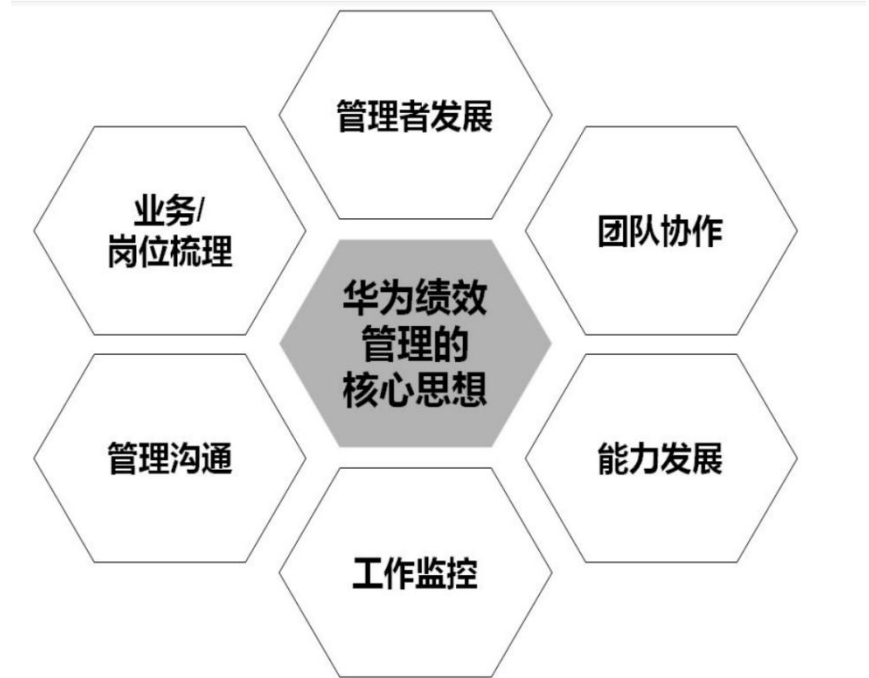 管理者发展
业务/
岗位梳理
团队协作
华为绩效
管理的
核心思想
管理沟通
能力发展
工作监控